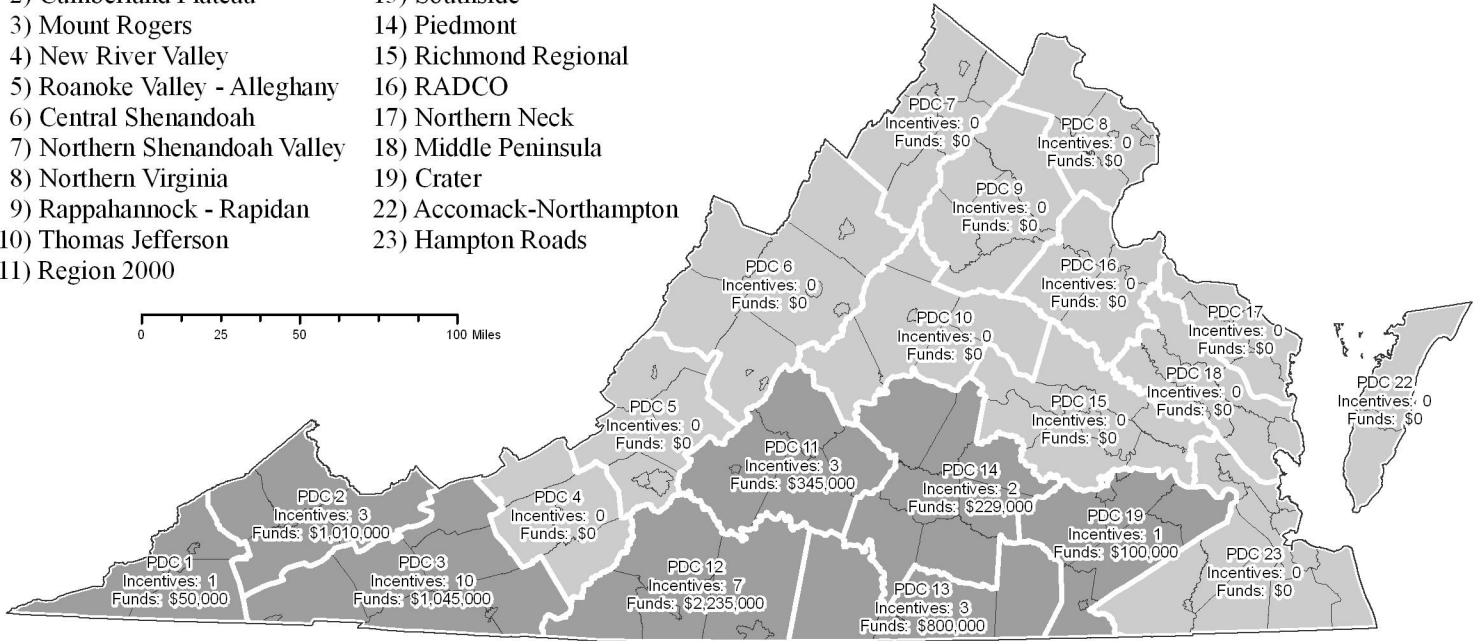 2) Cumberland Plateau
3) Mount Rogers
4) New River Valley
5) Roanoke Valley - Alleghany
6) Central Shenandoah
7) Northern Shenandoah Valley
8) Northern Virginia
9) Rappahannock - Rapidan
10) Thomas Jefferson
11) Region 2000
13) Southside
14) Piedmont
15) Richmond Regional
16) RADCO
17) Northern Neck
18) Middle Peninsula
19) Crater
22) Accomack-Northampton
23) Hampton Roads
0 25 50 100 Miles
PDC 7
Incentives: 0
Funds: $0
PDC 8
Incentives: 0
Funds: $0
PDC 9
Incentives: 0
Funds: $0
PDC 6
Incentives: 0
Funds: $0
PDC 16
Incentives: 0
Funds: $0
PDC 10
Incentives: 0
Funds: $0
PDC 17
Incentives: 0
Funds: $0
PDC 18
Incentives: 0
Funds: $0
PDC 22
Incentives: 0
Funds: $0
PDC 5
Incentives: 0
Funds: $0
PDC 15
Incentives: 0
Funds: $0
PDC 11
Incentives: 3
Funds: $345,000
PDC 14
Incentives: 2
Funds: $229,000
PDC 2
Incentives: 3
Funds: $1,010,000
PDC 4
Incentives: 0
Funds: $0
PDC 19
Incentives: 1
Funds: $100,000
PDC 1
Incentives: 1
Funds: $50,000
PDC 3
Incentives: 10
Funds: $1,045,000
PDC 12
Incentives: 7
Funds: $2,235,000
PDC 13
Incentives: 3
Funds: $800,000
PDC 23
Incentives: 0
Funds: $0